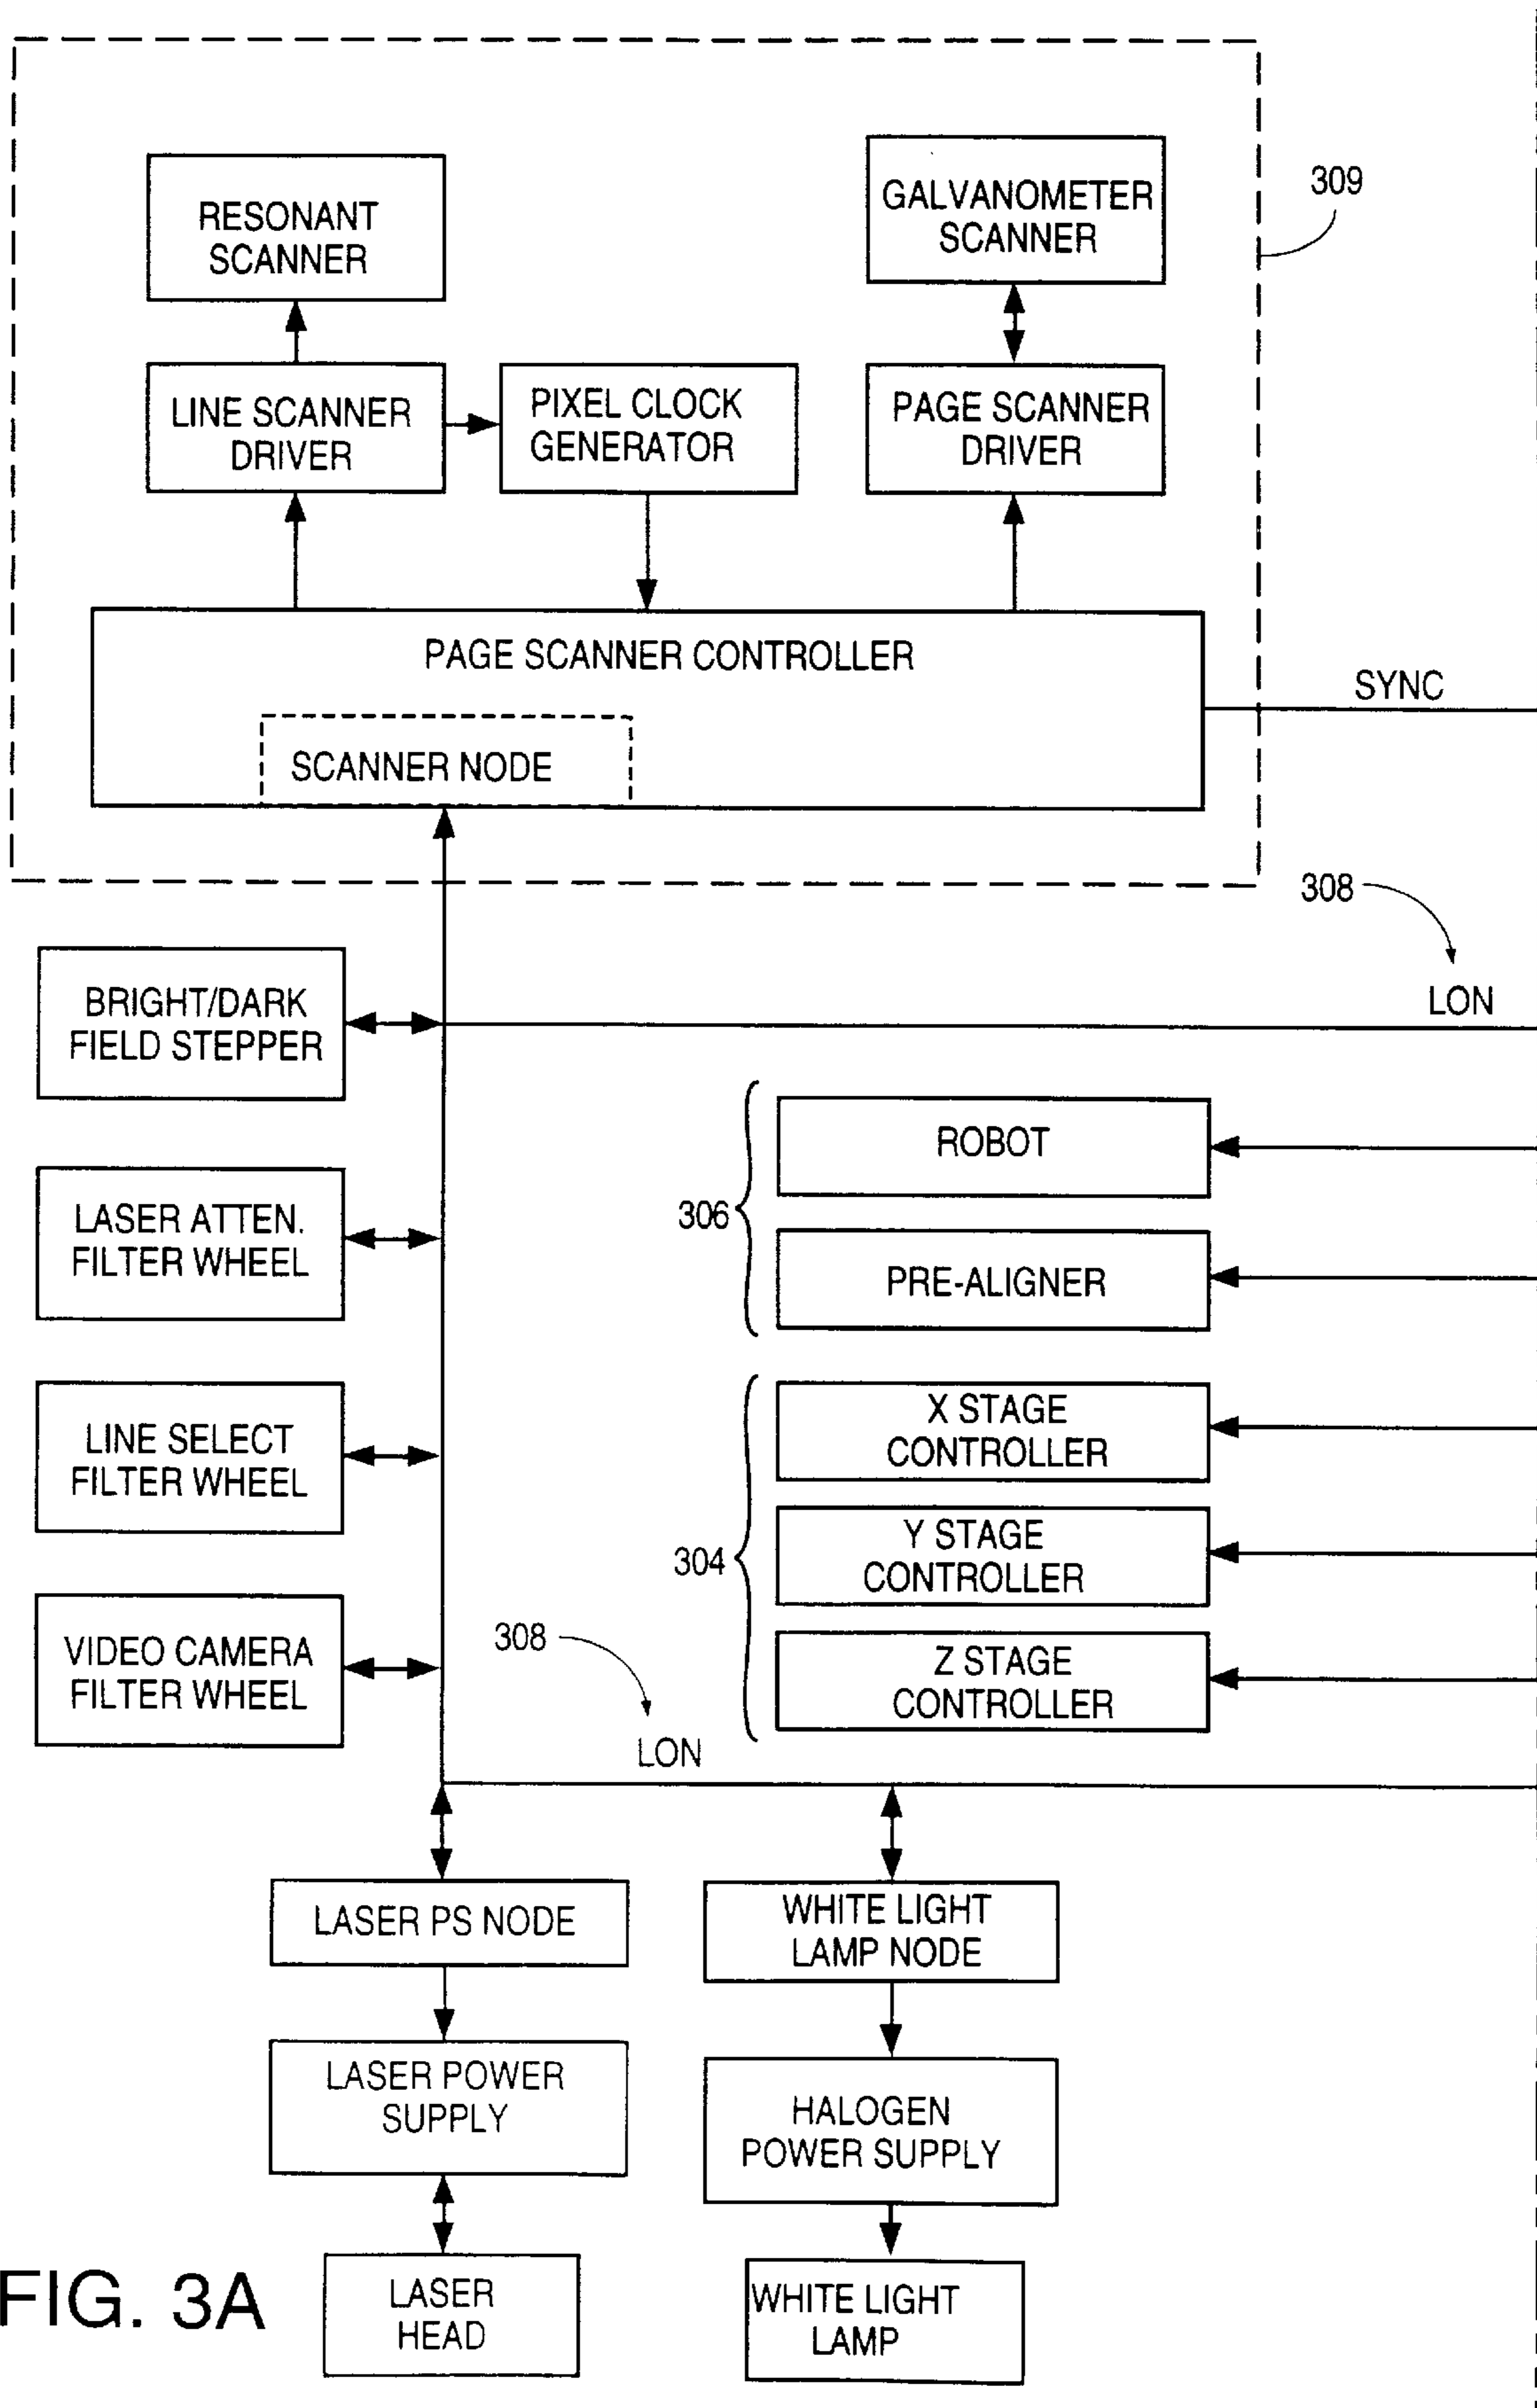 RESONANT
SCANNER
GALVANOMETER
SCANNER
309
LINE SCANNER
DRIVER
PIXEL CLOCK
GENERATOR
PAGE SCANNER
DRIVER
PAGE SCANNER CONTROLLER
SYNC
SCANNER NODE
308
LON
BRIGHT/DARK
FIELD STEPPER
306
ROBOT
LASER ATTEN.
FILTER WHEEL
PRE-ALIGNER
304
X STAGE
CONTROLLER
LINE SELECT
FILTER WHEEL
Y STAGE
CONTROLLER
VIDEO CAMERA
FILTER WHEEL
308
LON
Z STAGE
CONTROLLER
LASER PS NODE
WHITE LIGHT
LAMP NODE
LASER POWER
SUPPLY
HALOGEN
POWER SUPPLY
LASER
HEAD
WHITE LIGHT
LAMP
FIG. 3A